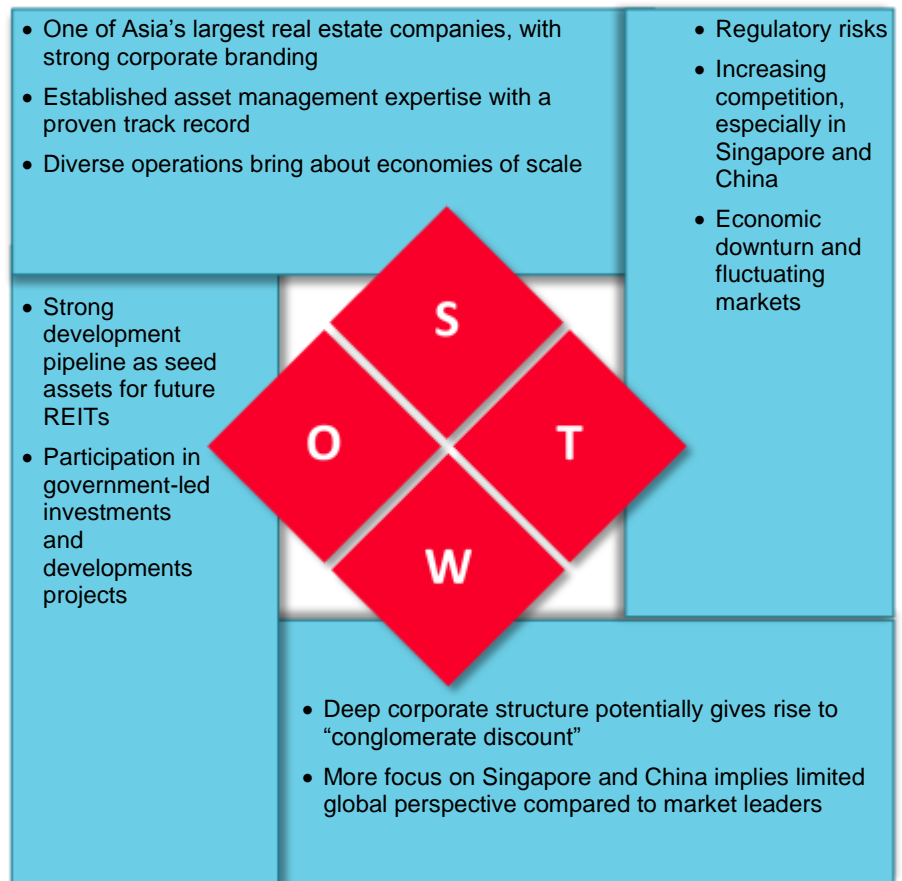 • One of Asia's largest real estate companies, with
strong corporate branding
• Established asset management expertise with a
proven track record
• Diverse operations bring about economies of scale
• Regulatory risks
• Increasing
competition,
especially in
Singapore and
China
• Economic
downturn and
fluctuating
markets
• Strong
development
pipeline as seed
assets for future
REITs
• Participation in
government-led
investments
and
developments
projects
S
O
T
W
• Deep corporate structure potentially gives rise to
“conglomerate discount”
• More focus on Singapore and China implies limited
global perspective compared to market leaders